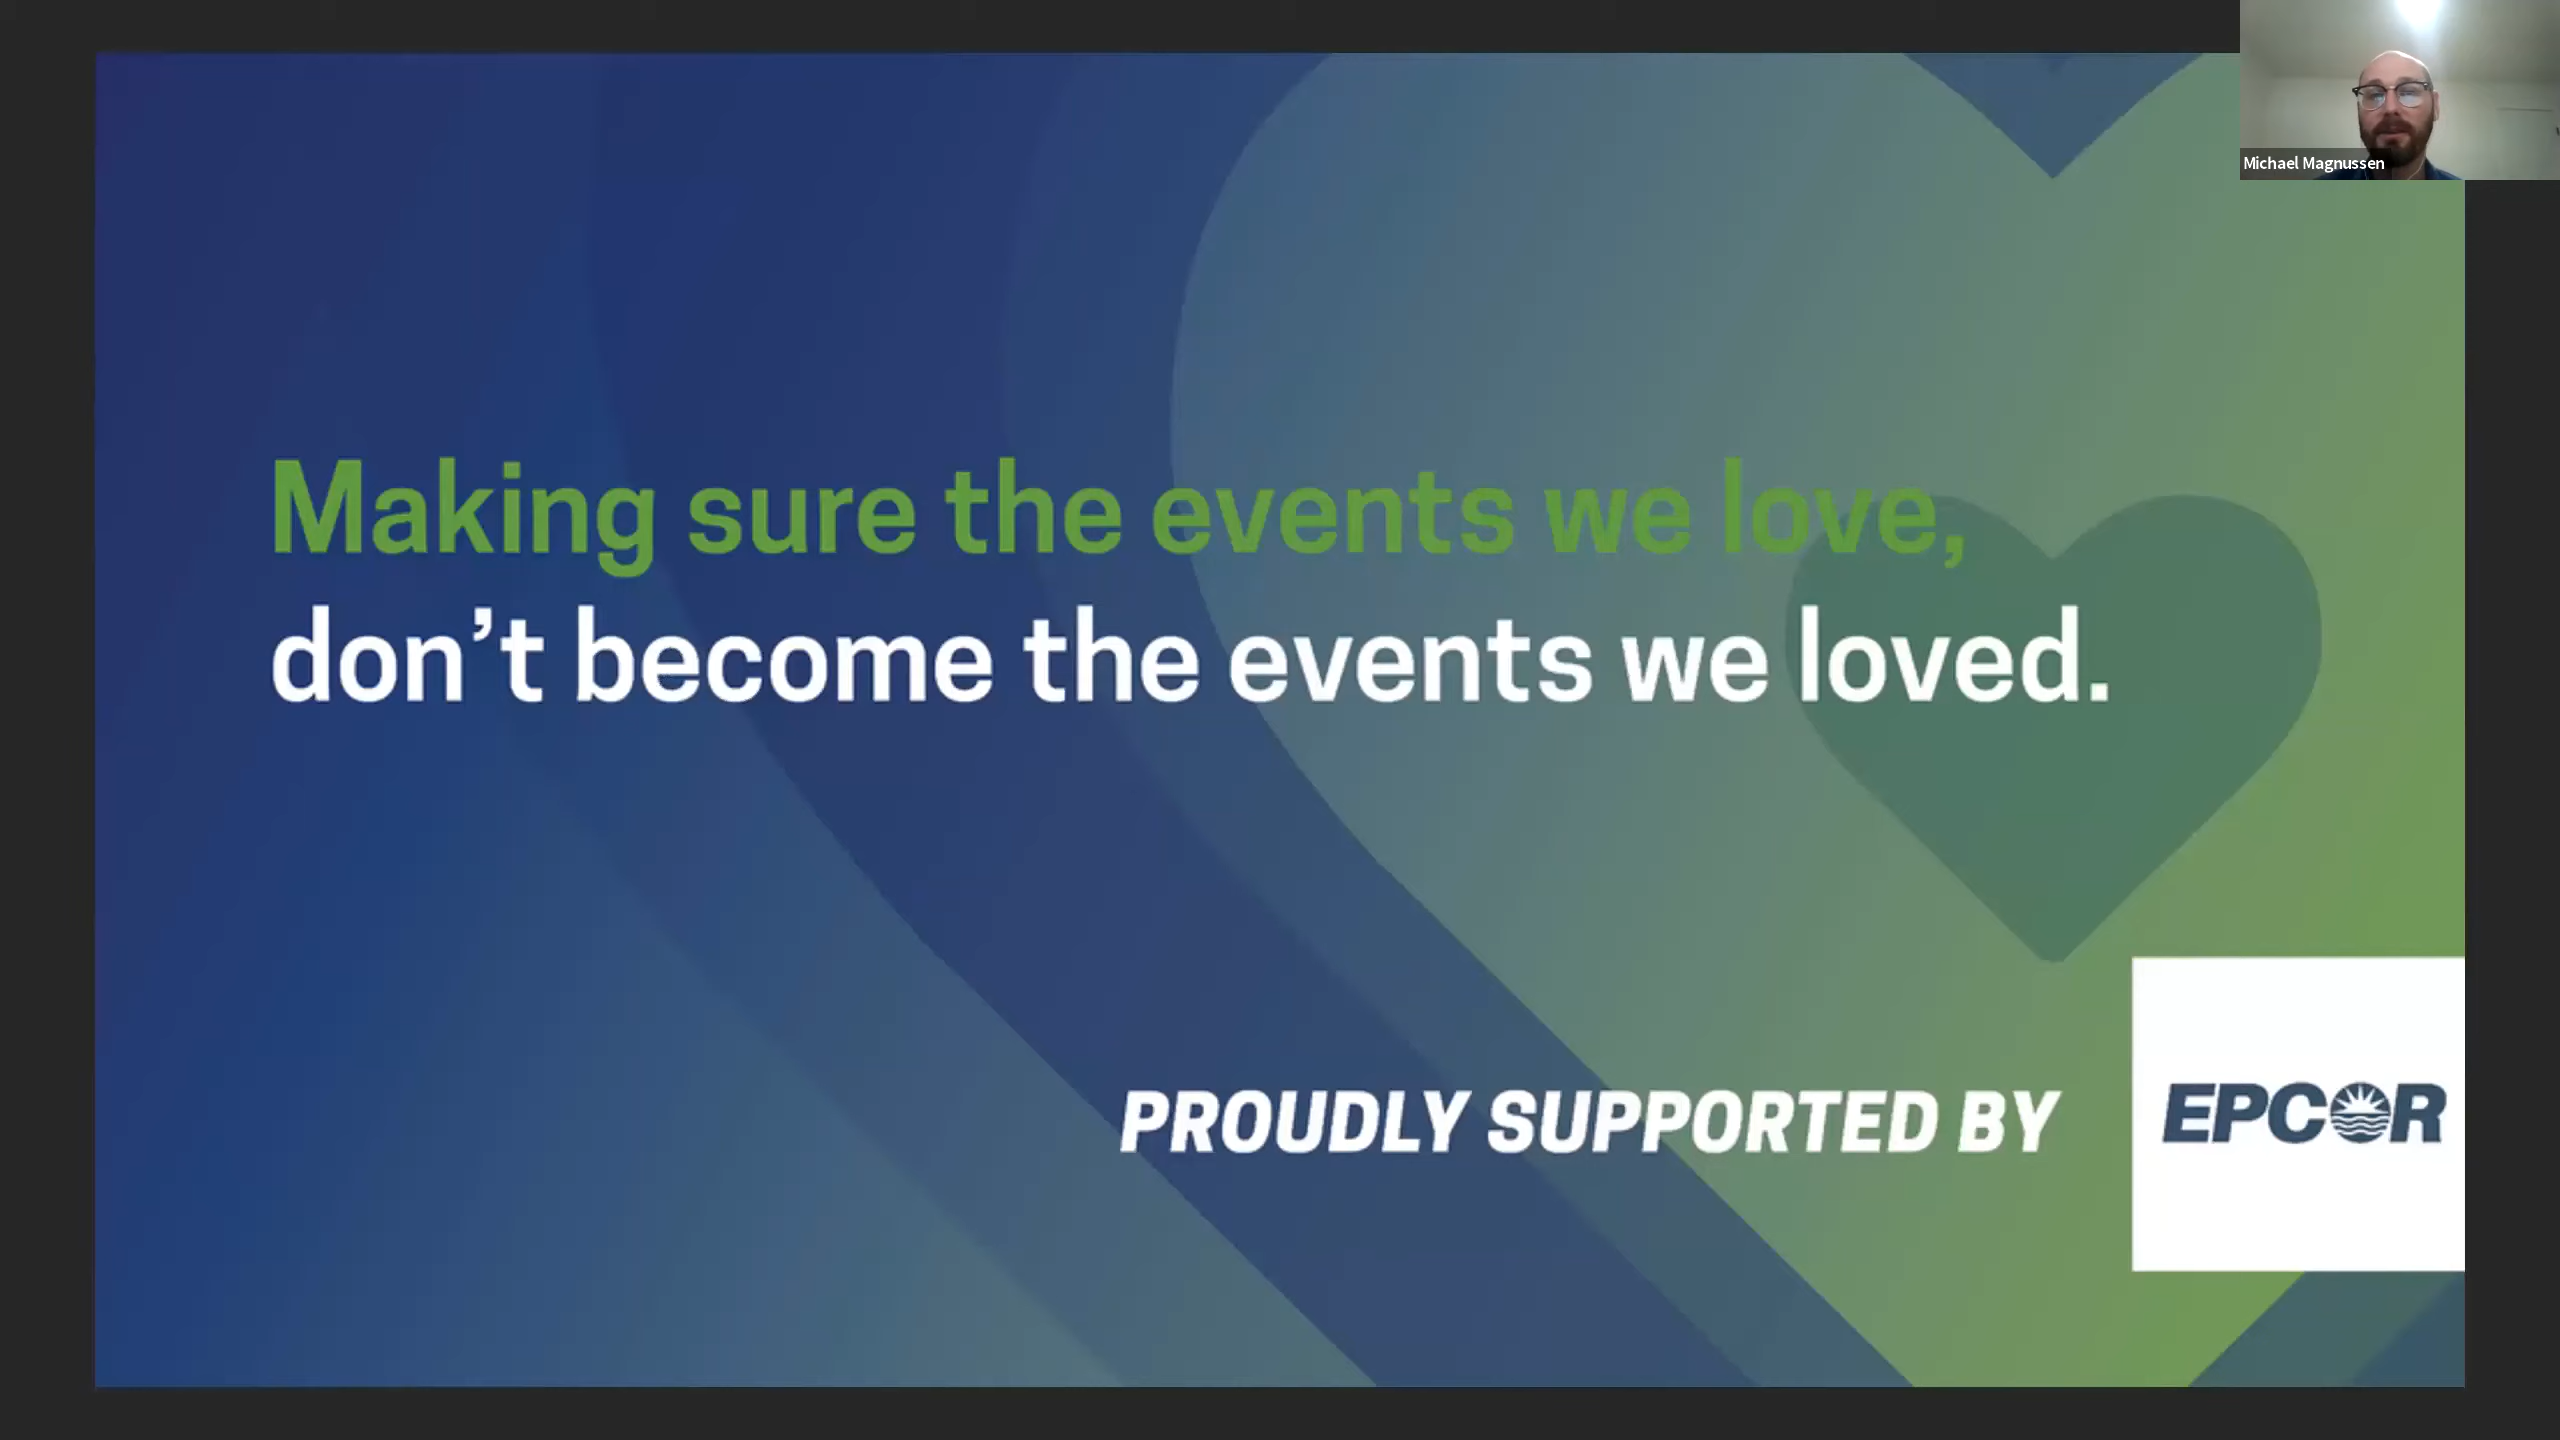 Michael Magnussen
Making sure the events we love,
don’t become the events we loved.
PROUDLY SUPPORTED BY
EPCOR